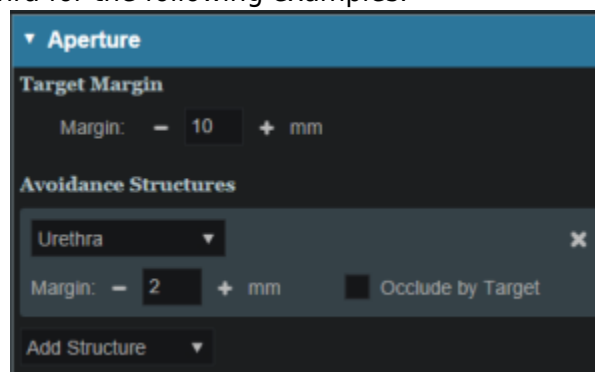 for the following examples.
Aperture
Target Margin
Margin: − 10 + mm
Avoidance Structures
Urethra
Margin: − 2 + mm Occlude by Target
Add Structure